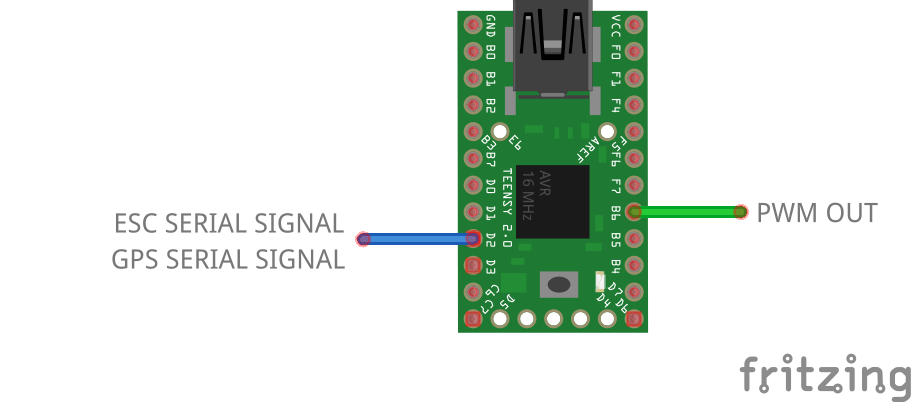 GND
B0
B1
B2
B3
E6
B7
D0
D1
D2
D3
C6
C7
D5
TEENSY 2.0
AVR
16 MHz
VCC
F0
F1
F4
F5
AREF
F6
F7
B6
B5
B4
D7
D6
D4
ESC SERIAL SIGNAL
GPS SERIAL SIGNAL
PWM OUT
fritzing